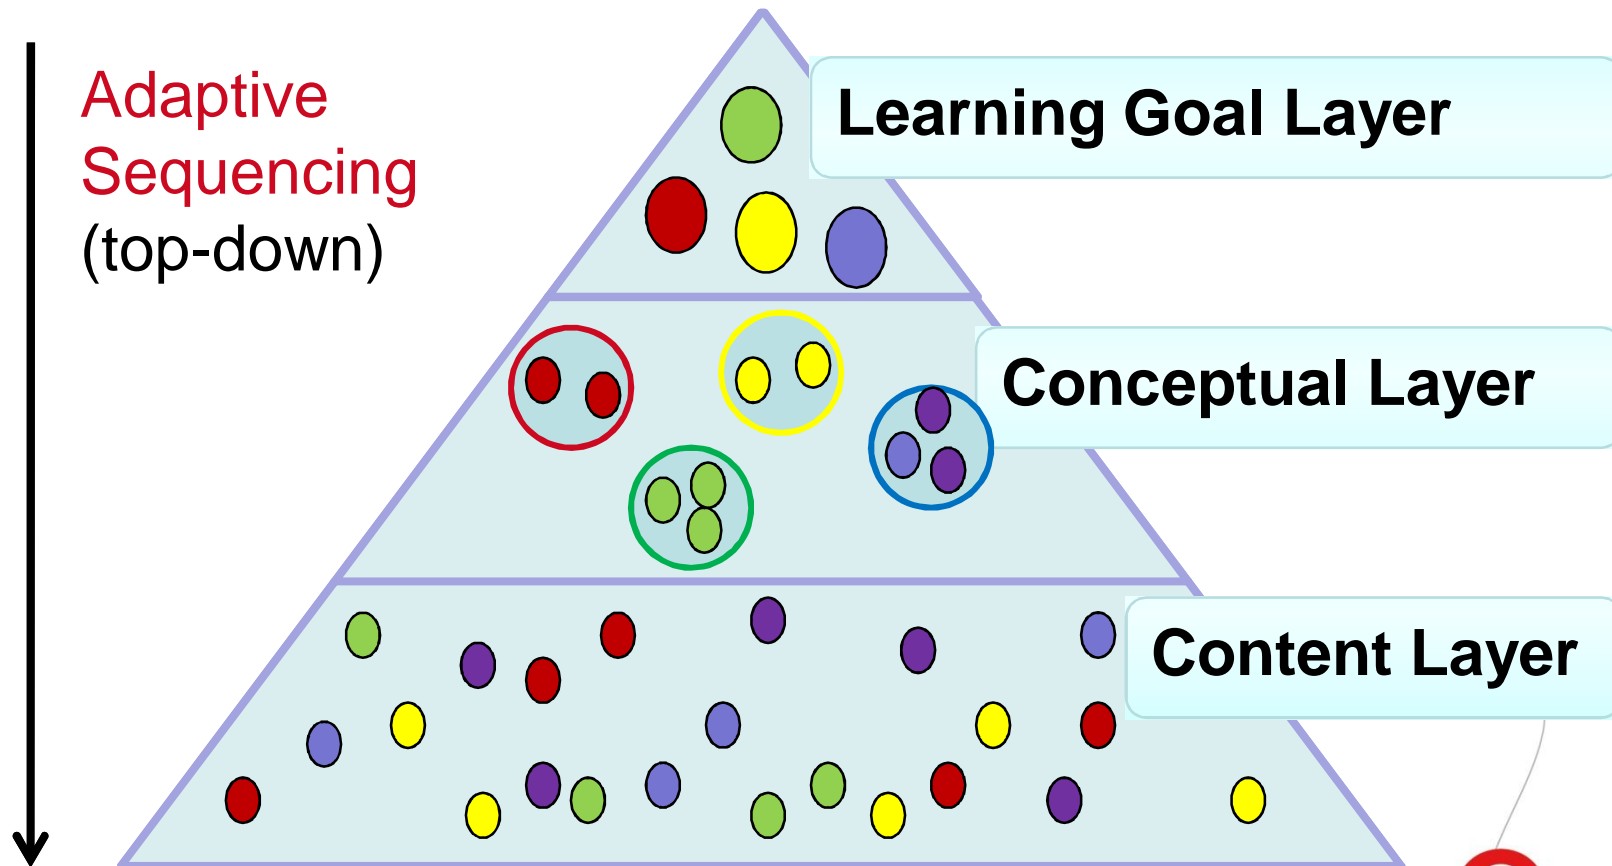 Adaptive
Sequencing
(top-down)
Learning Goal Layer
Conceptual Layer
Content Layer